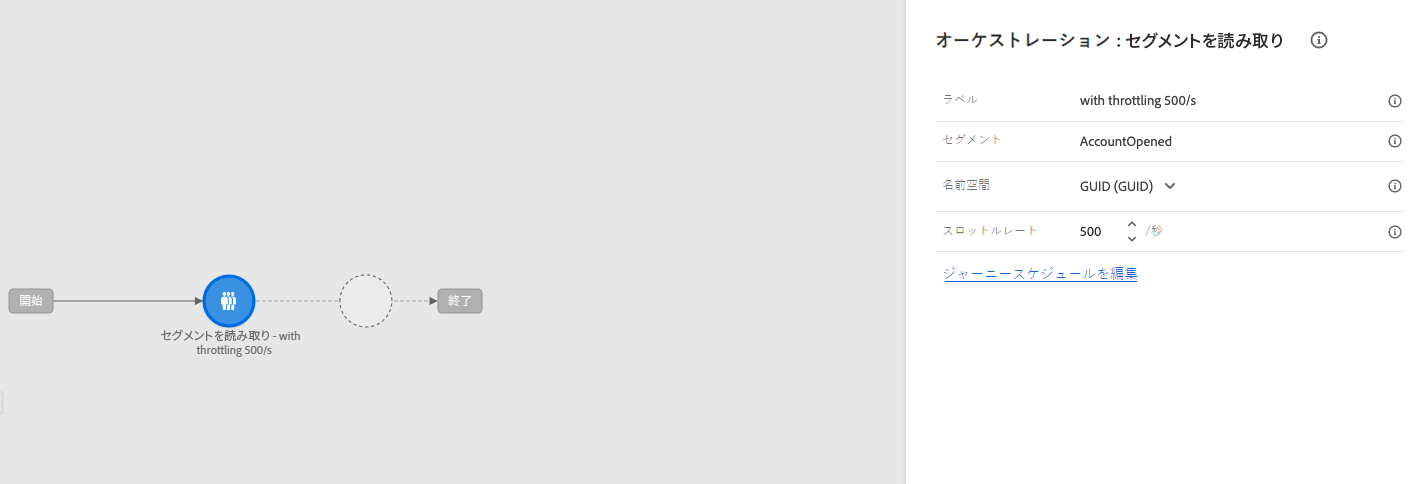 オーケストレーション : セグメントを読み取り
ラベル with throttling 500/s
セグメント AccountOpened
名前空間 GUID (GUID)
スロットルレート 500 /秒
ジャーニースケジュールを編集
開始
終了
セグメントを読み取り - with
throttling 500/s